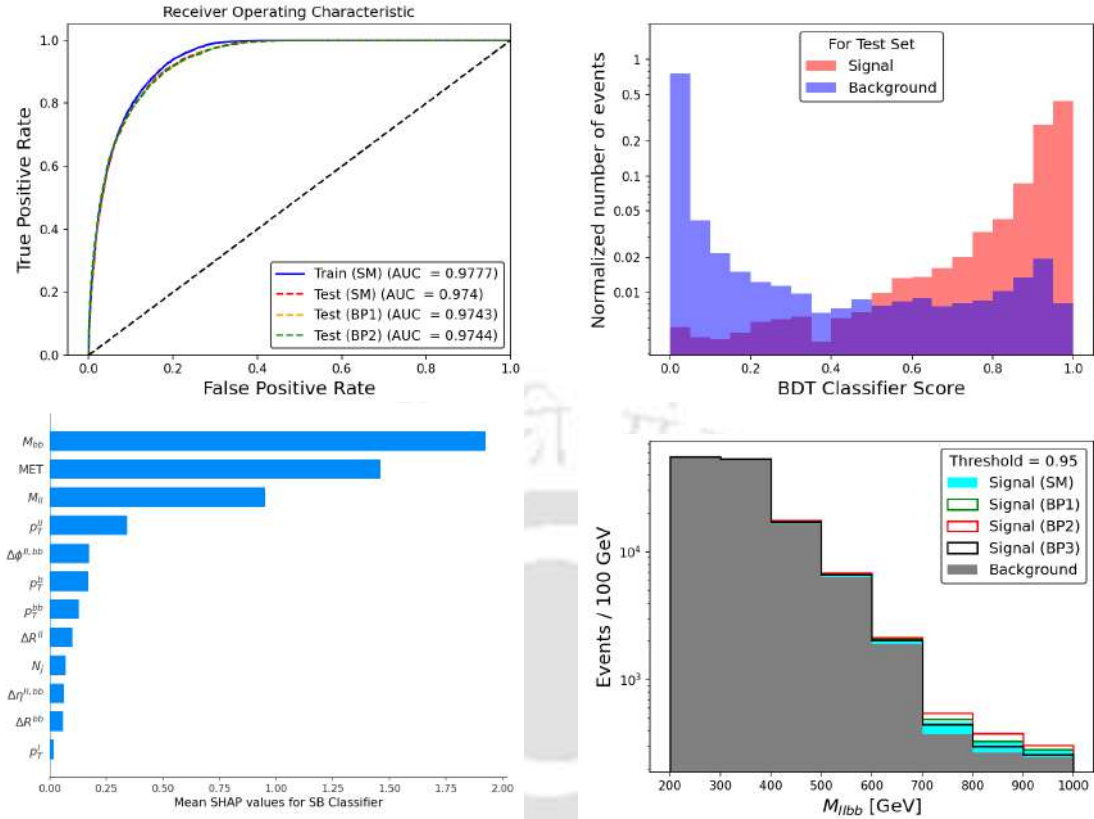 Receiver Operating Characteristic
True Positive Rate
1.0
0.8
0.6
0.4
0.2
0.0
Train (SM) (AUC = 0.9777)
Test (SM) (AUC = 0.974)
Test (BP1) (AUC = 0.9743)
Test (BP2) (AUC = 0.9744)
0.0 0.2 0.4 0.6 0.8 1.0
False Positive Rate
Normalized number of events
1
0.5
0.1
0.05
0.01
For Test Set
Signal
Background
0.0 0.2 0.4 0.6 0.8 1.0
BDT Classifier Score
M_{bb}
MET
M_{ll}
p_T^{ll}
Δϕ^{ll,bb}
p_T^b
p_T^{bb}
ΔR^{ll}
N_j
Δη^{ll,bb}
ΔR^{bb}
p_T^l
0.00 0.25 0.50 0.75 1.00 1.25 1.50 1.75 2.00
Mean SHAP values for SB Classifier
Events / 100 GeV
10^4
10^3
Threshold = 0.95
Signal (SM)
Signal (BP1)
Signal (BP2)
Signal (BP3)
Background
200 300 400 500 600 700 800 900 1000
M_{llbb} [GeV]